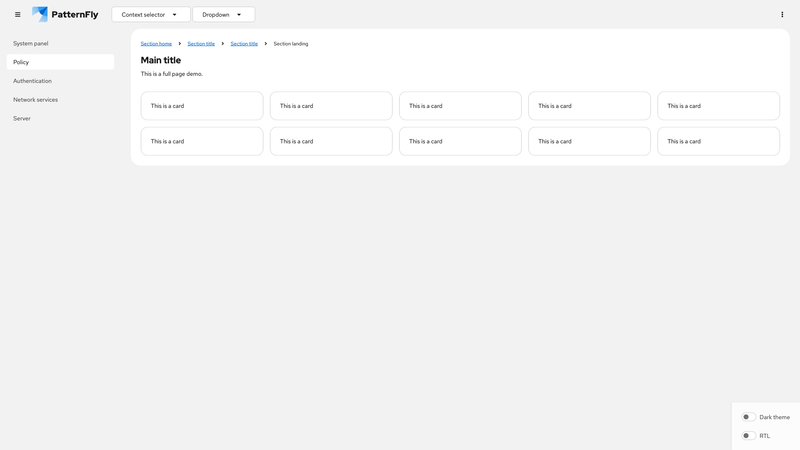 PatternFly
Context selector
Dropdown
System panel
Policy
Authentication
Network services
Server
Section home
Section title
Section title
Section landing
Main title
This is a full page demo.
This is a card
This is a card
This is a card
This is a card
This is a card
This is a card
This is a card
This is a card
This is a card
This is a card
Dark theme
RTL